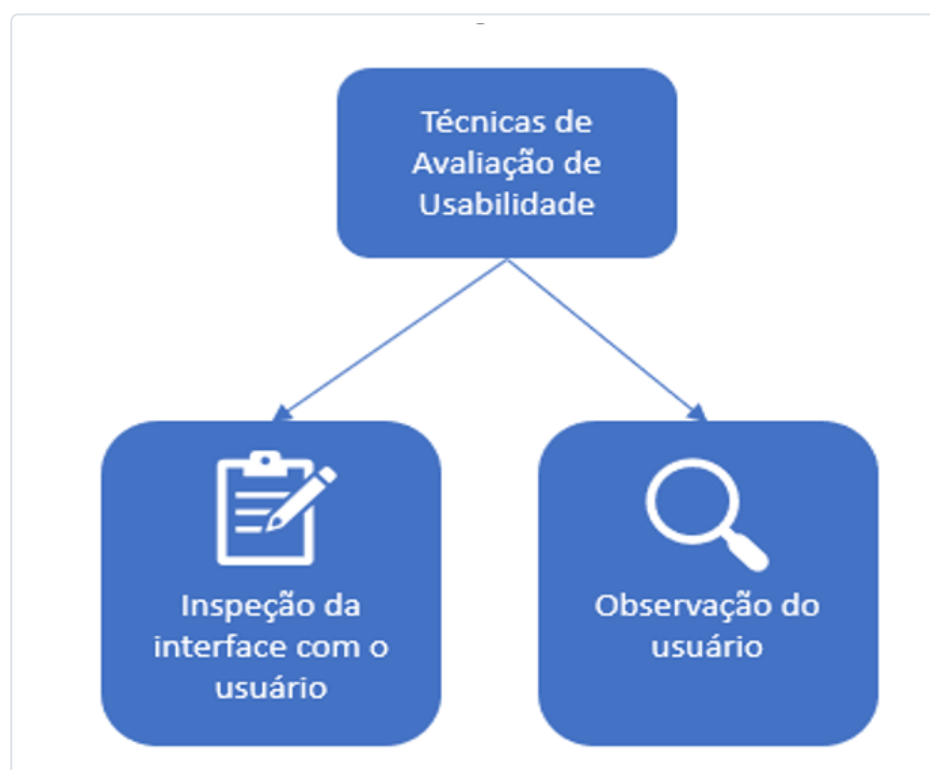 Técnicas de
Avaliação de
Usabilidade
Inspeção da
interface com o
usuário
Observação do
usuário